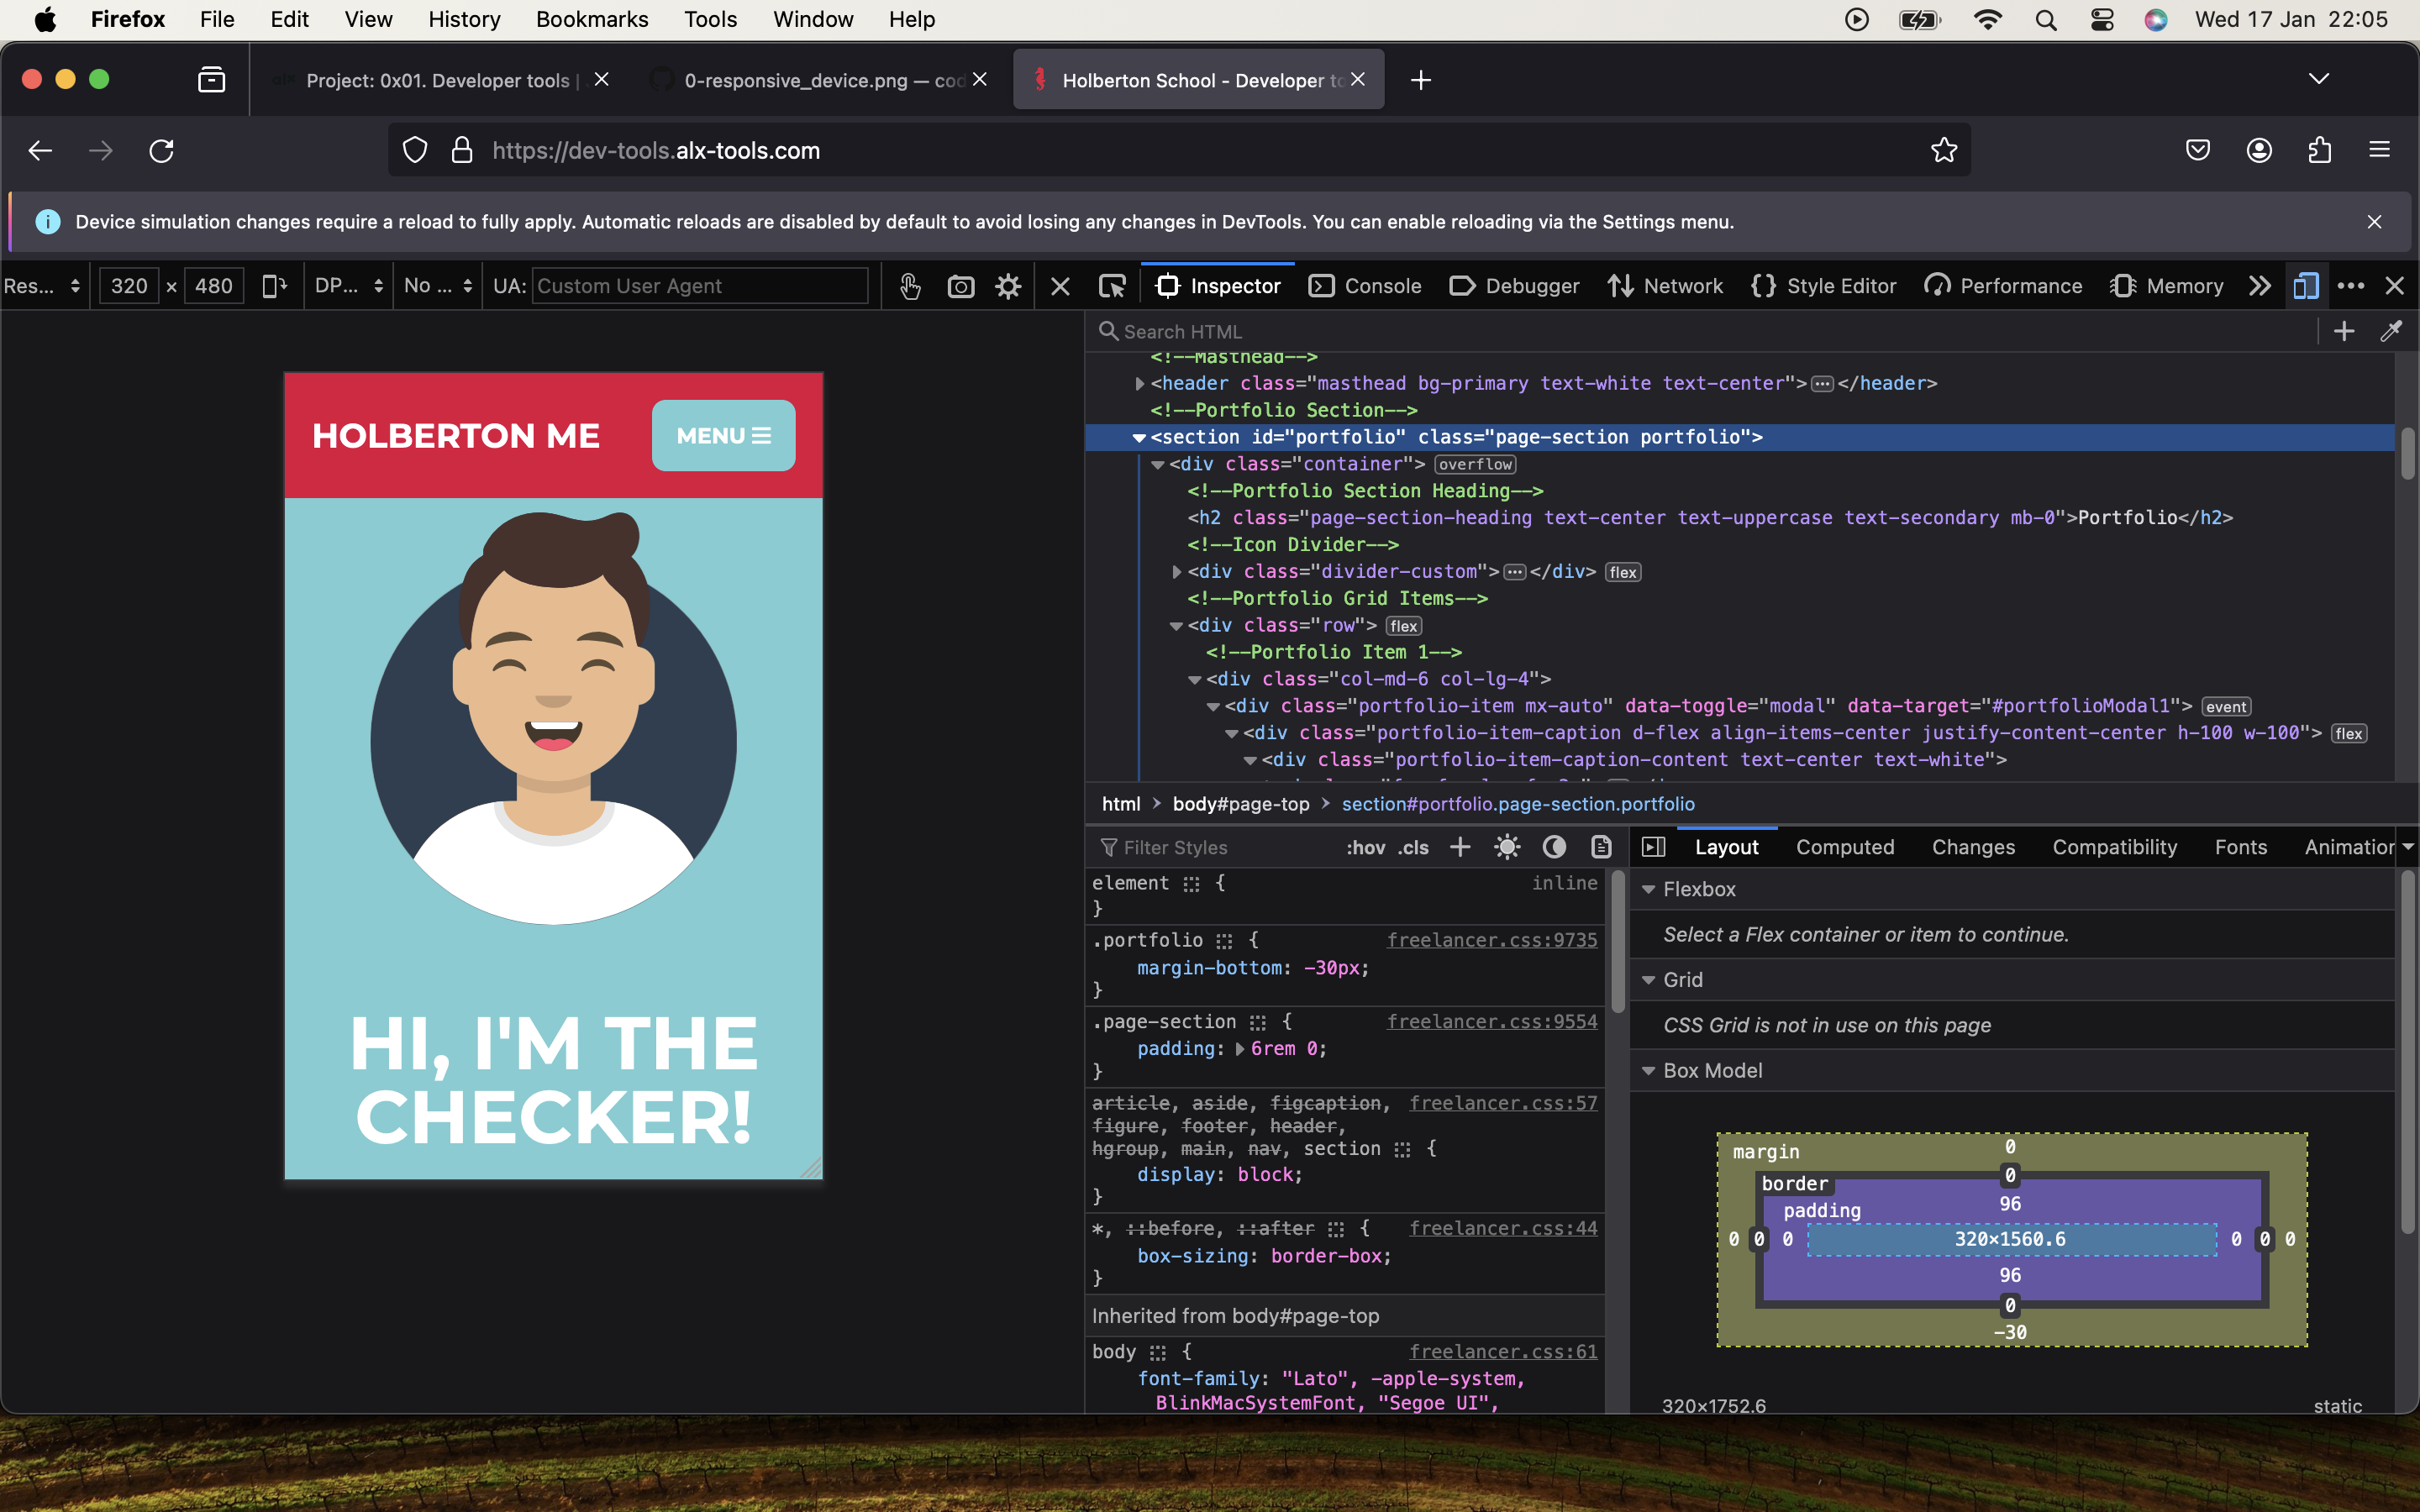 Firefox File Edit View History Bookmarks Tools Window Help Wed 17 Jan 22:05
Project: 0x01. Developer tools | 0-responsive_device.png — cod Holberton School - Developer to
https://dev-tools.alx-tools.com
Device simulation changes require a reload to fully apply. Automatic reloads are disabled by default to avoid losing any changes in DevTools. You can enable reloading via the Settings menu.
Res... 320 × 480 DP... No ... UA: Custom User Agent Inspector Console Debugger Network Style Editor Performance Memory
HOLBERTON ME MENU
HI, I'M THE
CHECKER!
Search HTML
<!--Masthead-->
<header class="masthead bg-primary text-white text-center">···</header>
<!--Portfolio Section-->
<section id="portfolio" class="page-section portfolio">
<div class="container"> overflow
<!--Portfolio Section Heading-->
<h2 class="page-section-heading text-center text-uppercase text-secondary mb-0">Portfolio</h2>
<!--Icon Divider-->
<div class="divider-custom">···</div> flex
<!--Portfolio Grid Items-->
<div class="row"> flex
<!--Portfolio Item 1-->
<div class="col-md-6 col-lg-4">
<div class="portfolio-item mx-auto" data-toggle="modal" data-target="#portfolioModal1"> event
<div class="portfolio-item-caption d-flex align-items-center justify-content-center h-100 w-100"> flex
<div class="portfolio-item-caption-content text-center text-white">
html > body#page-top > section#portfolio.page-section.portfolio
Filter Styles :hov .cls
element { inline
}
.portfolio { freelancer.css:9735
margin-bottom: -30px;
}
.page-section { freelancer.css:9554
padding: 6rem 0;
}
article, aside, figcaption, freelancer.css:57
figure, footer, header,
hgroup, main, nav, section {
display: block;
}
*, ::before, ::after { freelancer.css:44
box-sizing: border-box;
}
Inherited from body#page-top
body { freelancer.css:61
font-family: "Lato", -apple-system,
BlinkMacSystemFont, "Segoe UI",
Layout Computed Changes Compatibility Fonts Animation
Flexbox
Select a Flex container or item to continue.
Grid
CSS Grid is not in use on this page
Box Model
margin 0
border 0
padding 96
0 0 0 320×1560.6 0 0 0
96
0
-30
320×1752.6 static